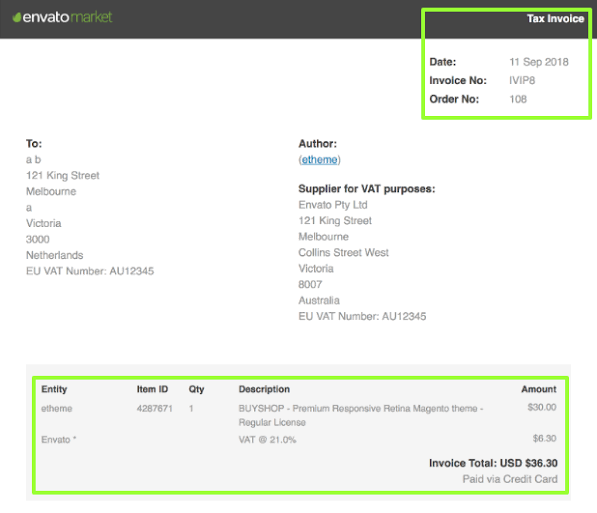 envato market
Tax Invoice
Date: 11 Sep 2018
Invoice No: IVIP8
Order No: 108
To:
a b
121 King Street
Melbourne
a
Victoria
3000
Netherlands
EU VAT Number: AU12345
Author:
(etheme)
Supplier for VAT purposes:
Envato Pty Ltd
121 King Street
Melbourne
Collins Street West
Victoria
8007
Australia
EU VAT Number: AU12345
Entity Item ID Qty Description Amount
etheme 4287671 1 BUYSHOP - Premium Responsive Retina Magento theme - $30.00
Regular License
Envato * VAT @ 21.0% $6.30
Invoice Total: USD $36.30
Paid via Credit Card